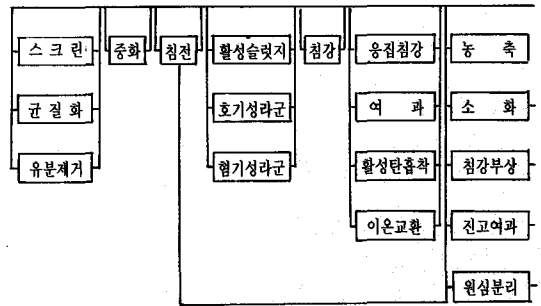 스크린 중화 침전 활성슬릿지 침강 응집침강 농 축
균질화 호기성라군 여 과 소 화
유분제거 혐기성라군 활성탄흡착 침강부상
이온교환 진고여과
원심분리